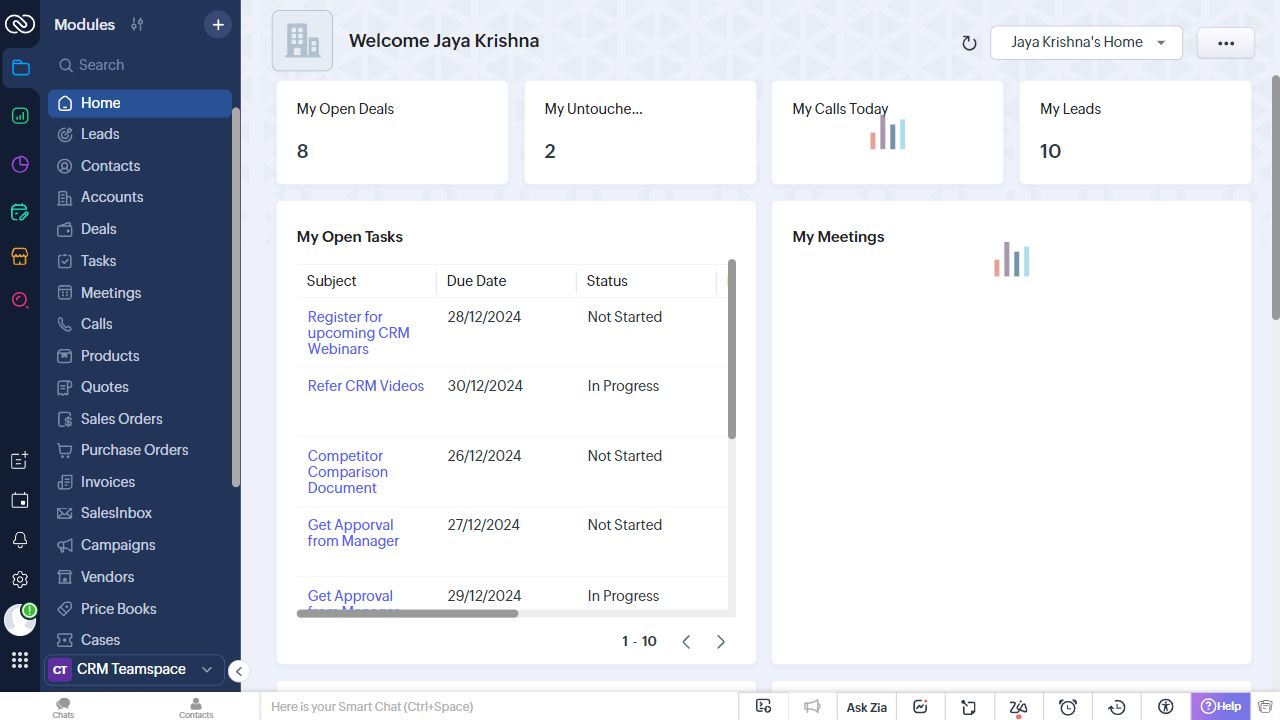 Modules
Search
Home
Leads
Contacts
Accounts
Deals
Tasks
Meetings
Calls
Products
Quotes
Sales Orders
Purchase Orders
Invoices
SalesInbox
Campaigns
Vendors
Price Books
Cases
CT CRM Teamspace
Welcome Jaya Krishna
Jaya Krishna's Home
My Open Deals
8
My Untouche...
2
My Calls Today
My Leads
10
My Open Tasks
Subject Due Date Status
Register for upcoming CRM Webinars 28/12/2024 Not Started
Refer CRM Videos 30/12/2024 In Progress
Competitor Comparison Document 26/12/2024 Not Started
Get Apporval from Manager 27/12/2024 Not Started
Get Approval from Manager 29/12/2024 In Progress
1 - 10
My Meetings
Chats
Contacts
Here is your Smart Chat (Ctrl+Space)
Ask Zia
Help